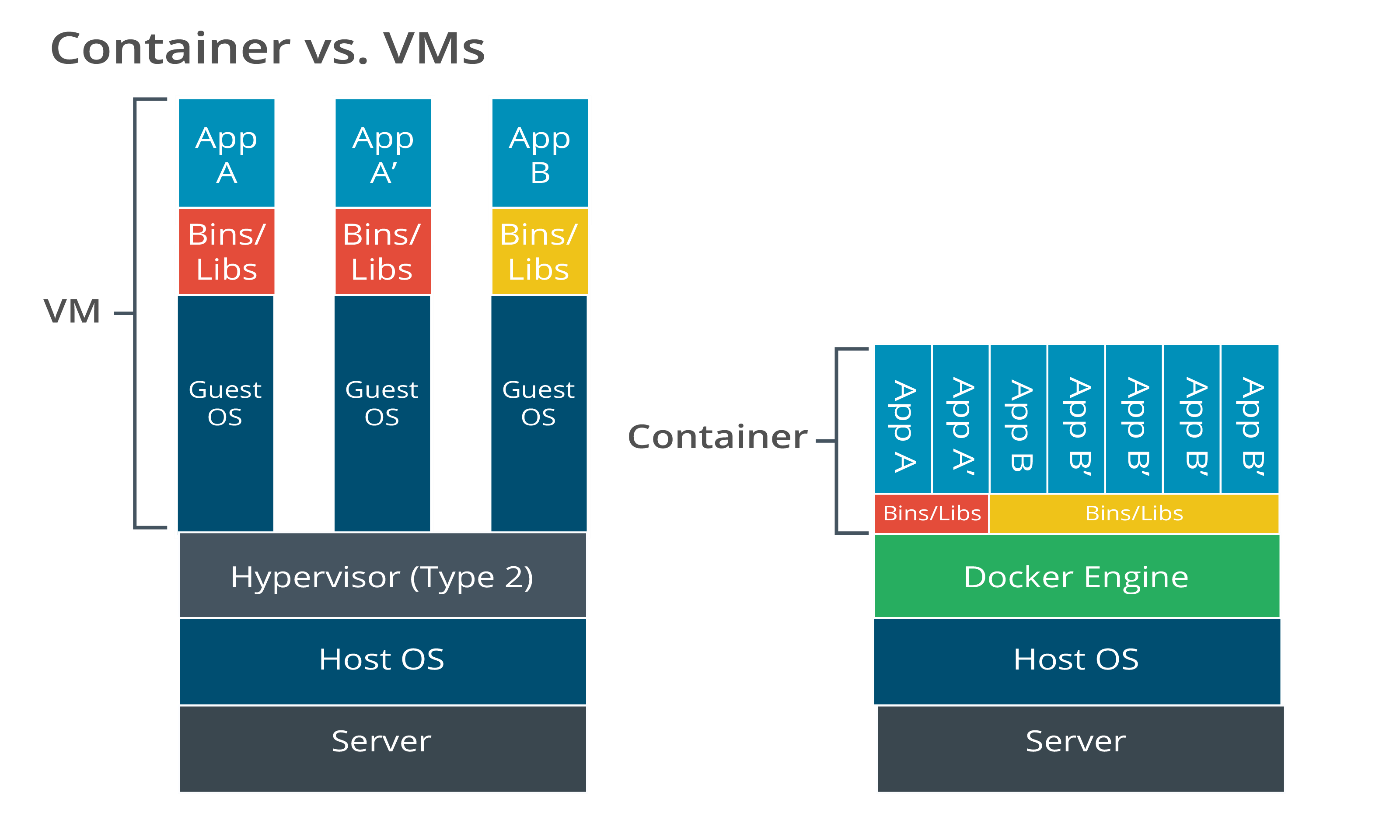 Container vs. VMs
VM
App
A
App
A’
App
B
Bins/
Libs
Bins/
Libs
Bins/
Libs
Guest
OS
Guest
OS
Guest
OS
Hypervisor (Type 2)
Host OS
Server
Container
App A
App A’
App B
App B’
App B’
App B’
App B’
Bins/Libs
Bins/Libs
Docker Engine
Host OS
Server